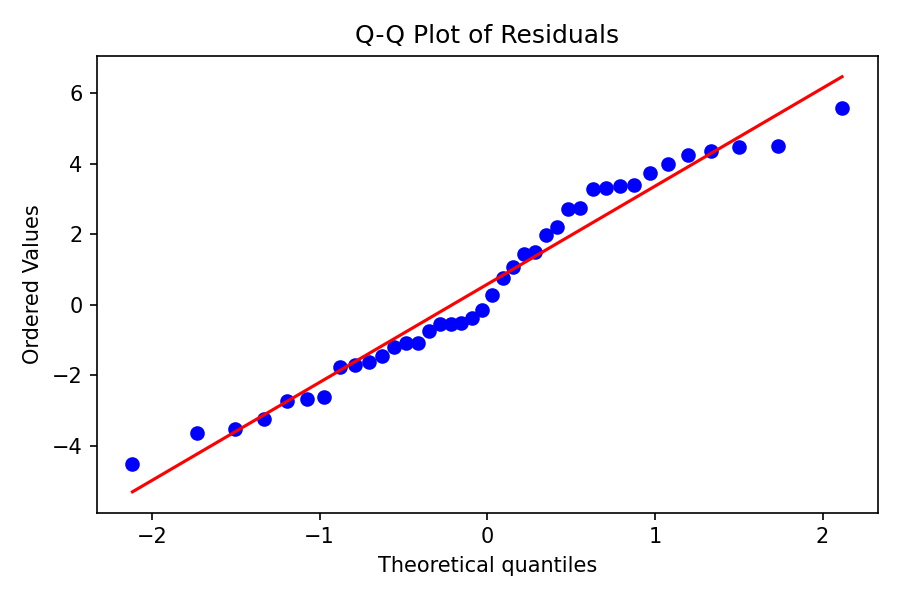 Q-Q Plot of Residuals
6
4
2
0
−2
−4
Ordered Values
−2 −1 0 1 2
Theoretical quantiles